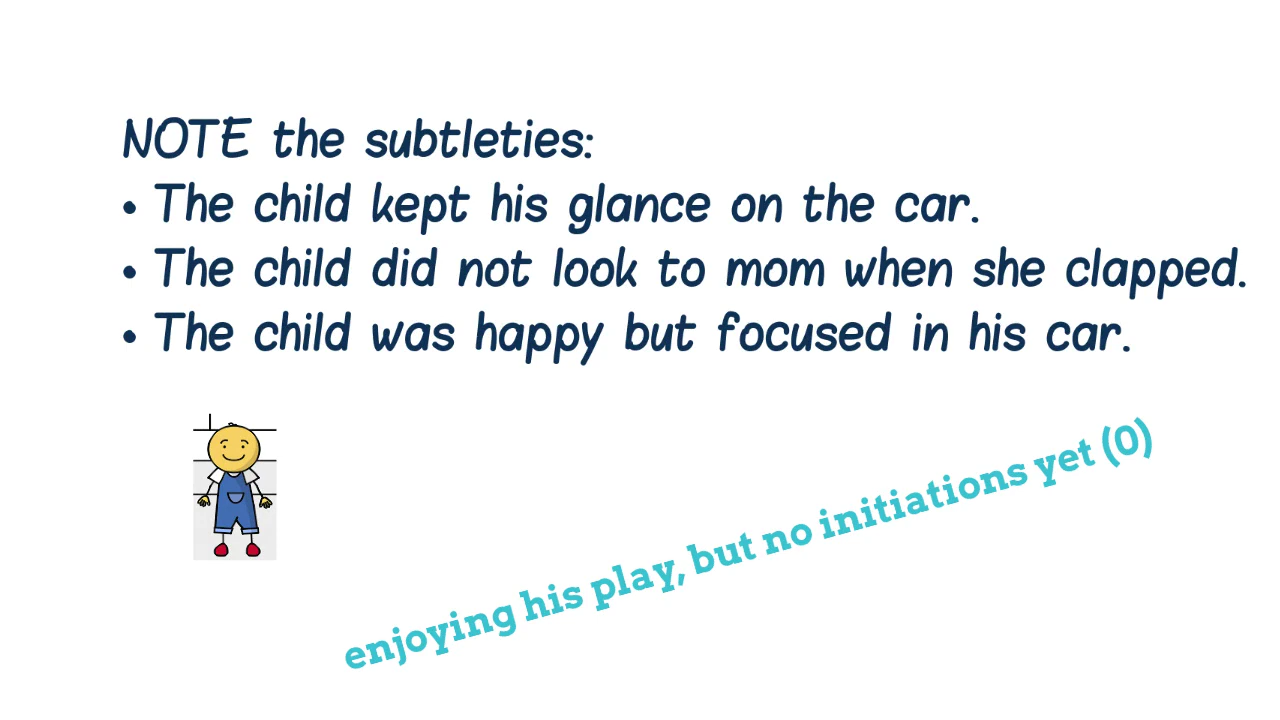 NOTE the subtleties:
• The child kept his glance on the car.
• The child did not look to mom when she clapped.
• The child was happy but focused in his car.
enjoying his play, but no initiations yet (0)